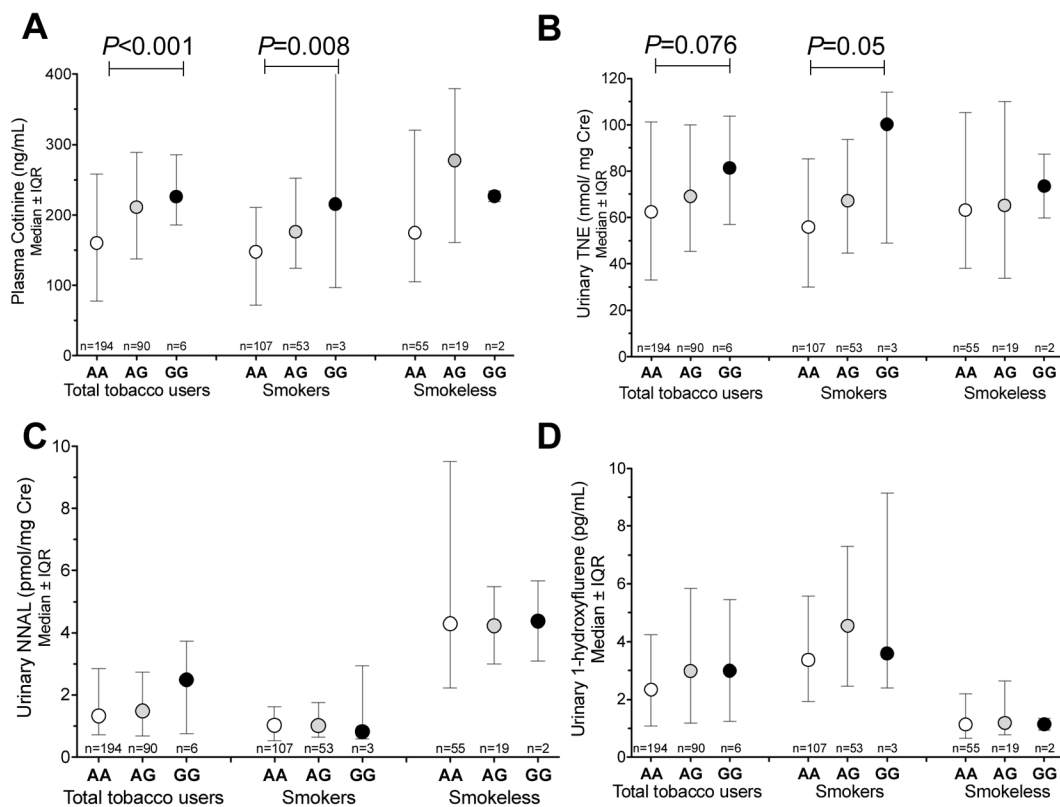 A
P<0.001
P=0.008
Plasma Cotinine (ng/mL)
Median ± IQR
400
300
200
100
0
n=194 n=90 n=6 n=107 n=53 n=3 n=55 n=19 n=2
AA AG GG AA AG GG AA AG GG
Total tobacco users Smokers Smokeless
B
P=0.076
P=0.05
Urinary TNE (nmol/ mg Cre)
Median ± IQR
120
100
80
60
40
20
0
n=194 n=90 n=6 n=107 n=53 n=3 n=55 n=19 n=2
AA AG GG AA AG GG AA AG GG
Total tobacco users Smokers Smokeless
C
Urinary NNAL (pmol/mg Cre)
Median ± IQR
10
8
6
4
2
0
n=194 n=90 n=6 n=107 n=53 n=3 n=55 n=19 n=2
AA AG GG AA AG GG AA AG GG
Total tobacco users Smokers Smokeless
D
Urinary 1-hydroxyflurene (pg/mL)
Median ± IQR
10
8
6
4
2
0
n=194 n=90 n=6 n=107 n=53 n=3 n=55 n=19 n=2
AA AG GG AA AG GG AA AG GG
Total tobacco users Smokers Smokeless